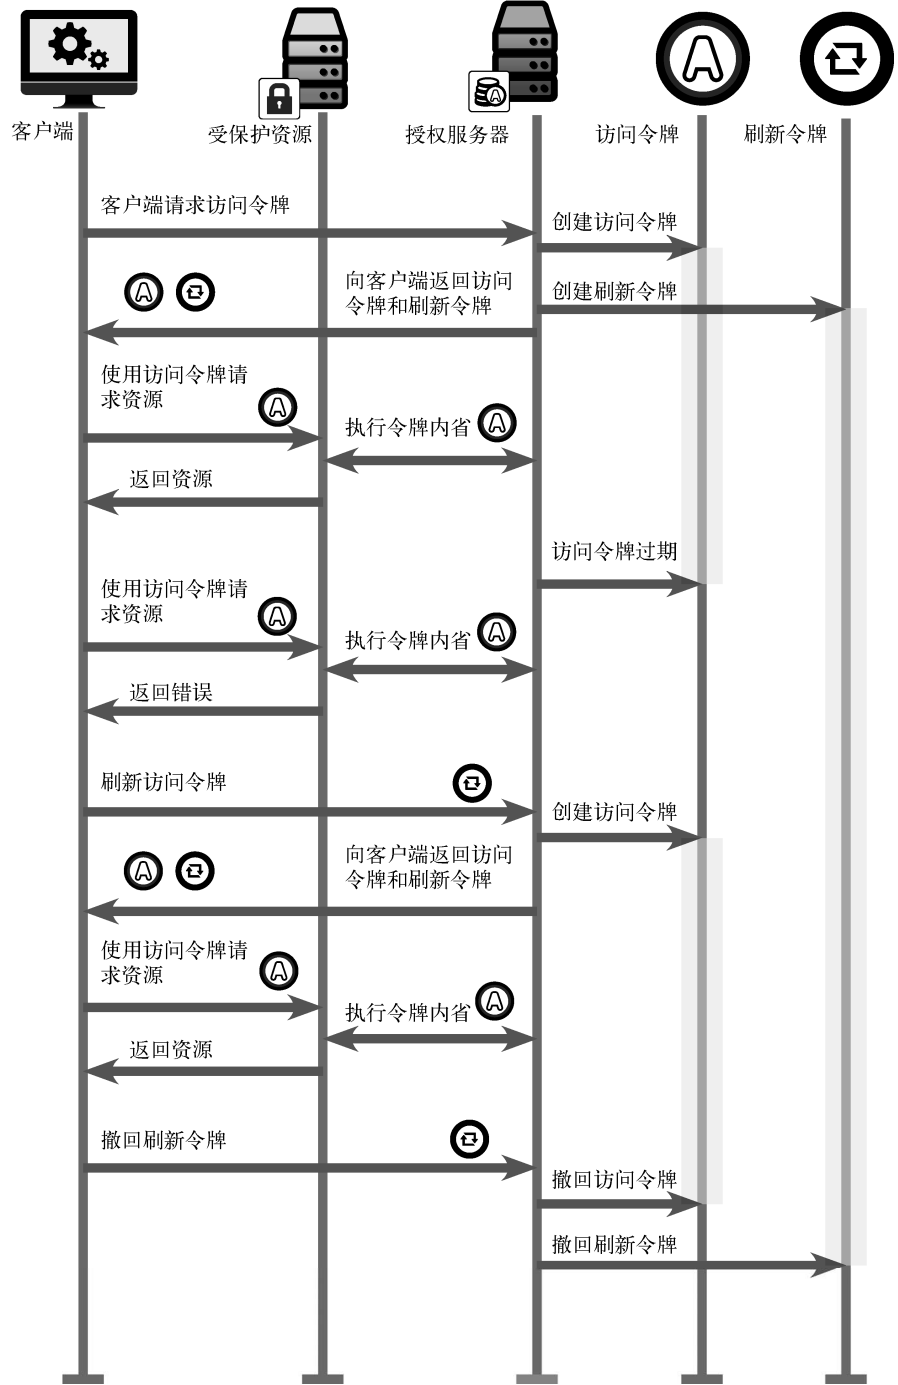 客户端
受保护资源
授权服务器
访问令牌
刷新令牌
客户端请求访问令牌
创建访问令牌
向客户端返回访问
令牌和刷新令牌
创建刷新令牌
使用访问令牌请
求资源
执行令牌内省
返回资源
访问令牌过期
使用访问令牌请
求资源
执行令牌内省
返回错误
刷新访问令牌
创建访问令牌
向客户端返回访问
令牌和刷新令牌
使用访问令牌请
求资源
执行令牌内省
返回资源
撤回刷新令牌
撤回访问令牌
撤回刷新令牌